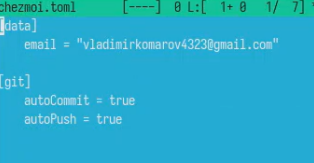 chezmoi.toml [----] 0 L:[ 1+ 0 1/ 7] *
[data]
email = "vladimirkomarov4323@gmail.com"
[git]
autoCommit = true
autoPush = true